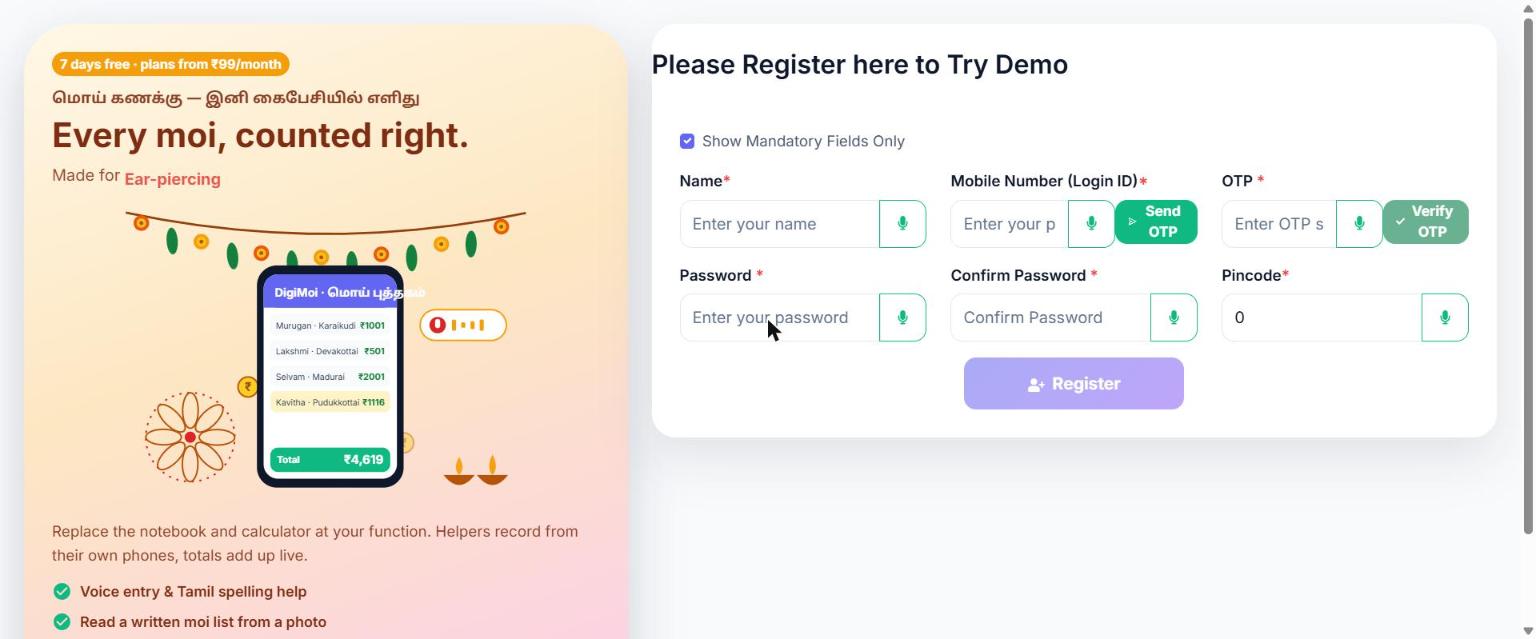 7 days free · plans from ₹99/month
மொய் கணக்கு — இனி கைபேசியில் எளிது
Every moi, counted right.
Made for Ear-piercing
DigiMoi · மொய் புத்தகம்
Murugan · Karaikudi ₹1001
Lakshmi · Devakottai ₹501
Selvam · Madurai ₹2001
Kavitha · Pudukkottai ₹1116
Total ₹4,619
₹
₹
Replace the notebook and calculator at your function. Helpers record from
their own phones, totals add up live.
Voice entry & Tamil spelling help
Read a written moi list from a photo
Please Register here to Try Demo
Show Mandatory Fields Only
Name* Mobile Number (Login ID)* OTP *
Enter your name Enter your p Send OTP Enter OTP s Verify OTP
Password * Confirm Password * Pincode*
Enter your password Confirm Password 0
Register